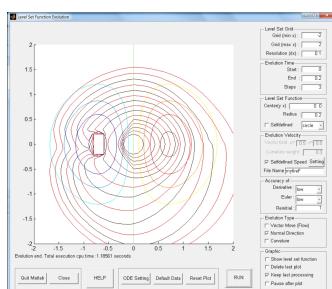 Level Set Function Evolution
Level Set Grid
Grid (min x) -2
Grid (max x) 2
Resolution (dx) 0.1
Evolution Time
Start 0
End 0.2
Steps 3
Level Set Function
Center(y x)
Radius 0.2
Selfdefined circle
Evolution Velocity
Selfdefined Speed Setting
File Name
Accuracy of
Derivative low
Euler low
Reinitial 1
Evolution Type
Vector Move (Flow)
Normal Direction
Curvature
Graphic
Show level set function
Delete last plot
Keep last processing
Pause after plot
2
1.5
1
0.5
0
-0.5
-1
-1.5
-2
-2 -1.5 -1 -0.5 0 0.5 1 1.5 2
Evolution end. Total execution cpu time: 1.18561 seconds
Quit Matlab Close HELP ODE Setting Default Data Reset Plot RUN